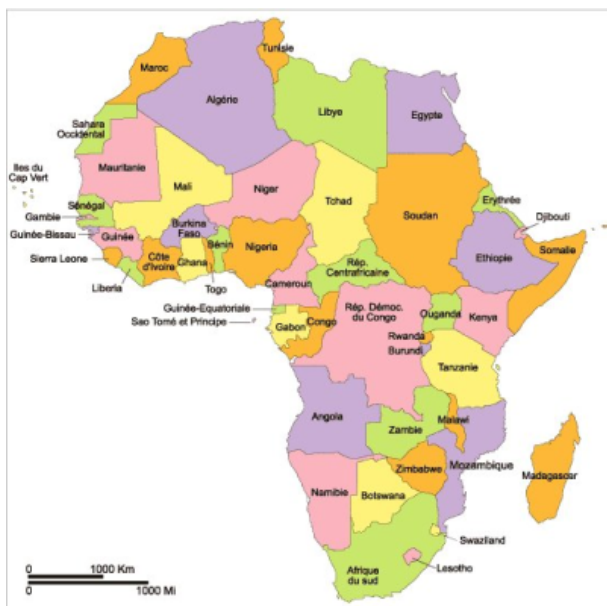 Tunisie
Maroc
Algérie
Libye
Egypte
Sahara
Occidental
Mauritanie
Iles du
Cap Vert
Mali
Niger
Tchad
Soudan
Erythrée
Sénégal
Gambie
Djibouti
Guinée-Bissau
Guinée
Burkina
Faso
Bénin
Nigeria
Somalie
Ethiopie
Sierra Leone
Côte
d'Ivoire
Ghana
Rép.
Centrafricaine
Cameroun
Liberia
Togo
Guinée-Equatoriale
Sao Tomé et Principe
Gabon
Congo
Rép. Démoc.
du Congo
Ouganda
Kenya
Rwanda
Burundi
Tanzanie
Angola
Malawi
Zambie
Mozambique
Zimbabwe
Madagascar
Namibie
Botswana
Swaziland
Lesotho
Afrique
du sud
1000 Km
1000 Mi